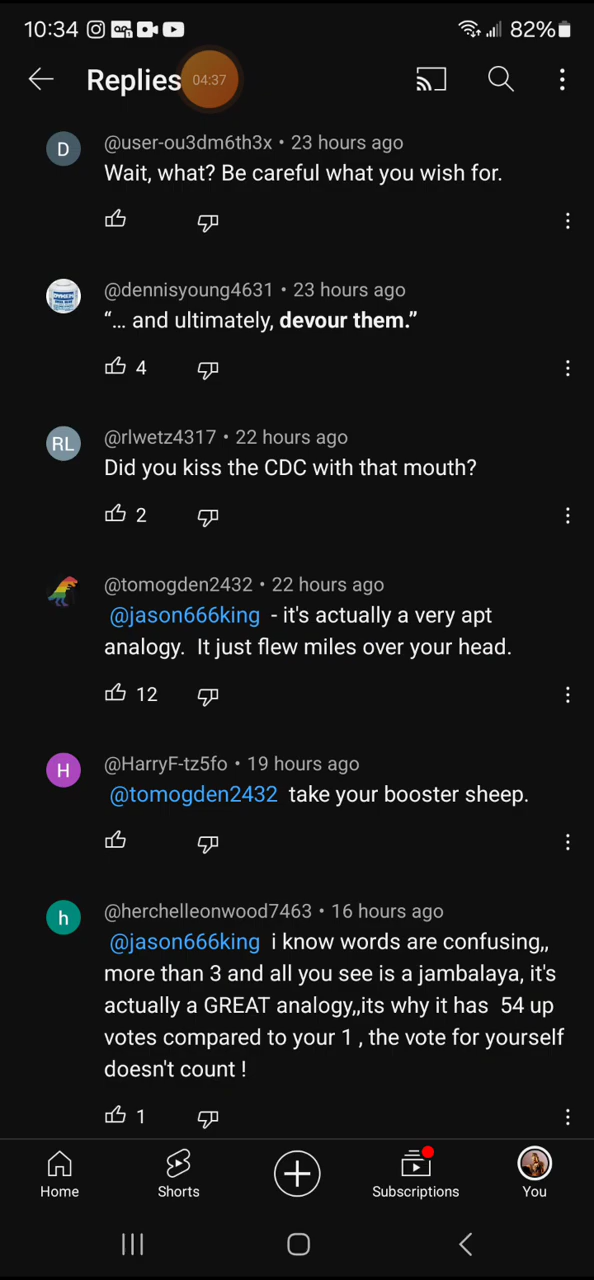 10:34 82%
Replies 04:37
@user-ou3dm6th3x • 23 hours ago
Wait, what? Be careful what you wish for.
@dennisyoung4631 • 23 hours ago
“... and ultimately, devour them.”
4
RL @rlwetz4317 • 22 hours ago
Did you kiss the CDC with that mouth?
2
@tomogden2432 • 22 hours ago
@jason666king - it's actually a very apt
analogy. It just flew miles over your head.
12
H @HarryF-tz5fo • 19 hours ago
@tomogden2432 take your booster sheep.
h @herchelleonwood7463 • 16 hours ago
@jason666king i know words are confusing,,
more than 3 and all you see is a jambalaya, it's
actually a GREAT analogy,,its why it has 54 up
votes compared to your 1 , the vote for yourself
doesn't count !
1
Home Shorts Subscriptions You